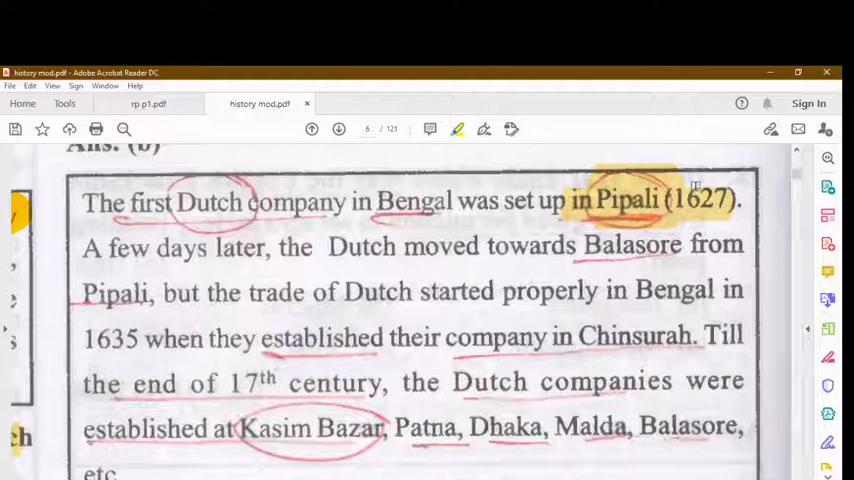 history mod.pdf - Adobe Acrobat Reader DC
File Edit View Sign Window Help
Home Tools rp p1.pdf history mod.pdf × Sign In
6 / 121
Ans. (b)
The first Dutch company in Bengal was set up in Pipali (1627).
A few days later, the Dutch moved towards Balasore from
Pipali, but the trade of Dutch started properly in Bengal in
1635 when they established their company in Chinsurah. Till
the end of 17th century, the Dutch companies were
established at Kasim Bazar, Patna, Dhaka, Malda, Balasore,
etc